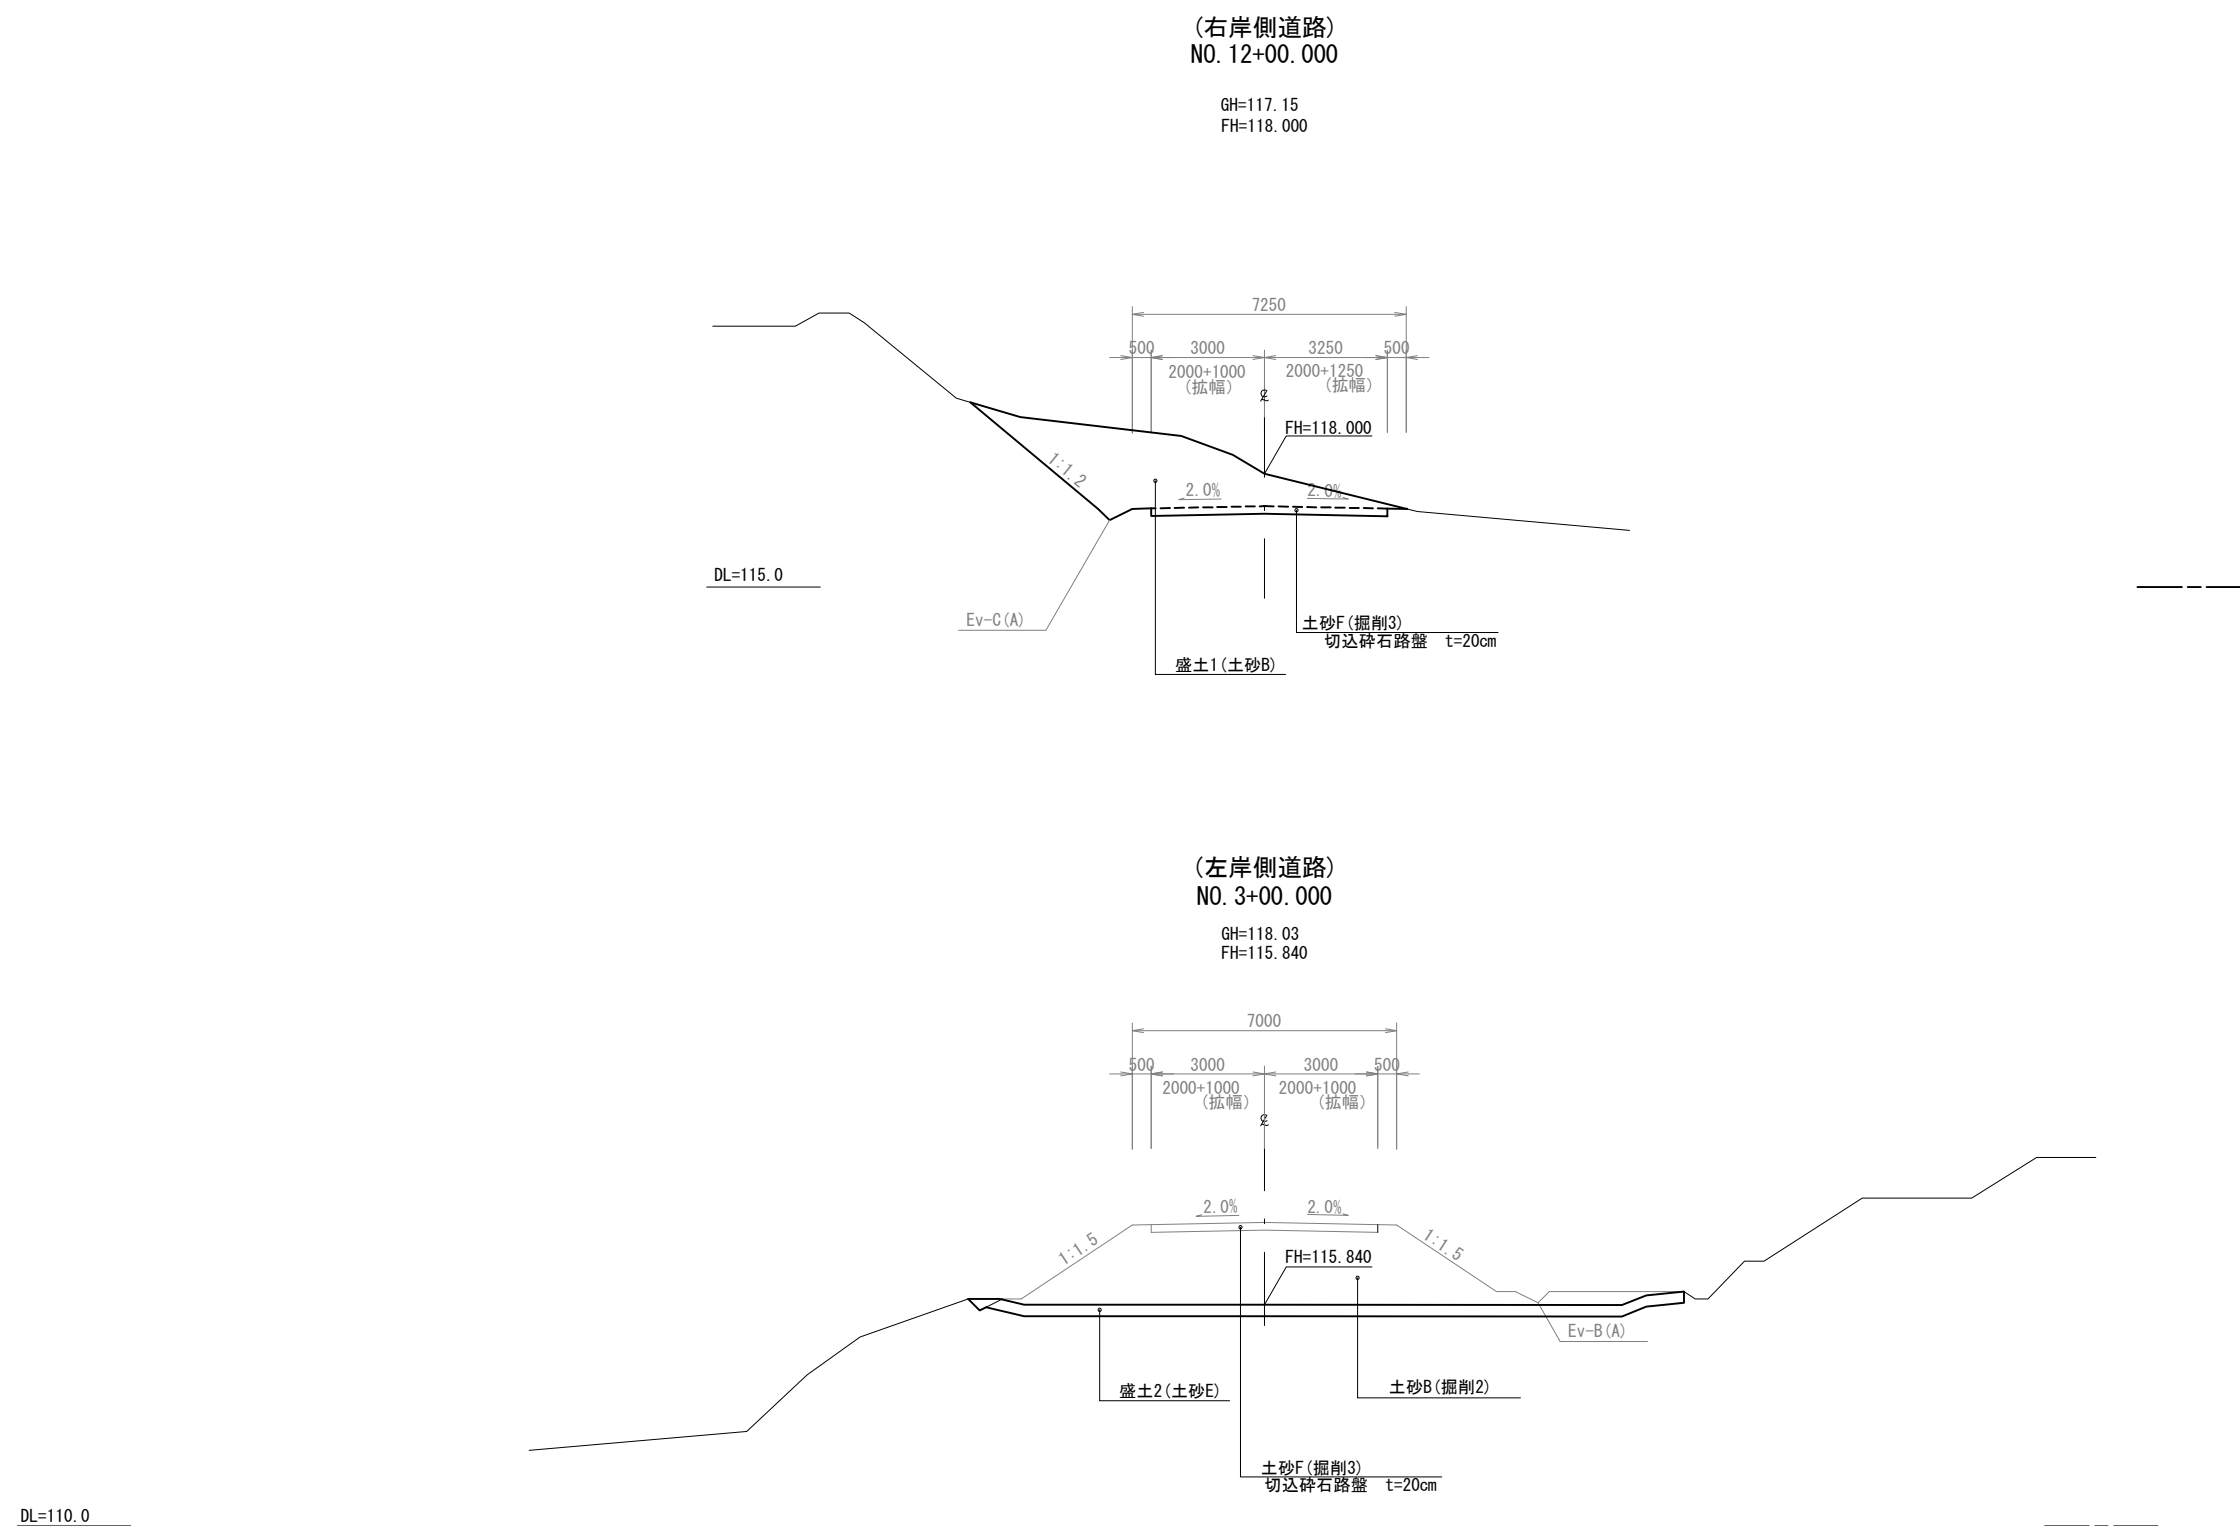 (右岸側道路)
NO.12+00.000
GH=117.15
FH=118.000
7250
500
3000
3250
500
2000+1000
(拡幅)
2000+1250
(拡幅)
℄
FH=118.000
1:1.2
2.0%
2.0%
DL=115.0
Ev-C(A)
土砂F(掘削3)
切込砕石路盤 t=20cm
盛土1(土砂B)
(左岸側道路)
NO.3+00.000
GH=118.03
FH=115.840
7000
500
3000
3000
500
2000+1000
(拡幅)
2000+1000
(拡幅)
℄
2.0%
2.0%
1:1.5
1:1.5
FH=115.840
Ev-B(A)
盛土2(土砂E)
土砂B(掘削2)
土砂F(掘削3)
切込砕石路盤 t=20cm
DL=110.0